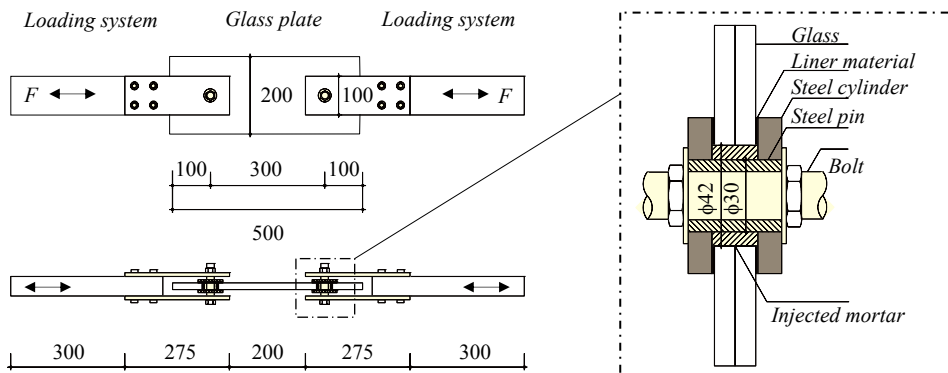 Loading system
Glass plate
Loading system
F
200
100
F
100
300
100
500
300
275
200
275
300
Glass
Liner material
Steel cylinder
Steel pin
Bolt
ϕ42
ϕ30
Injected mortar